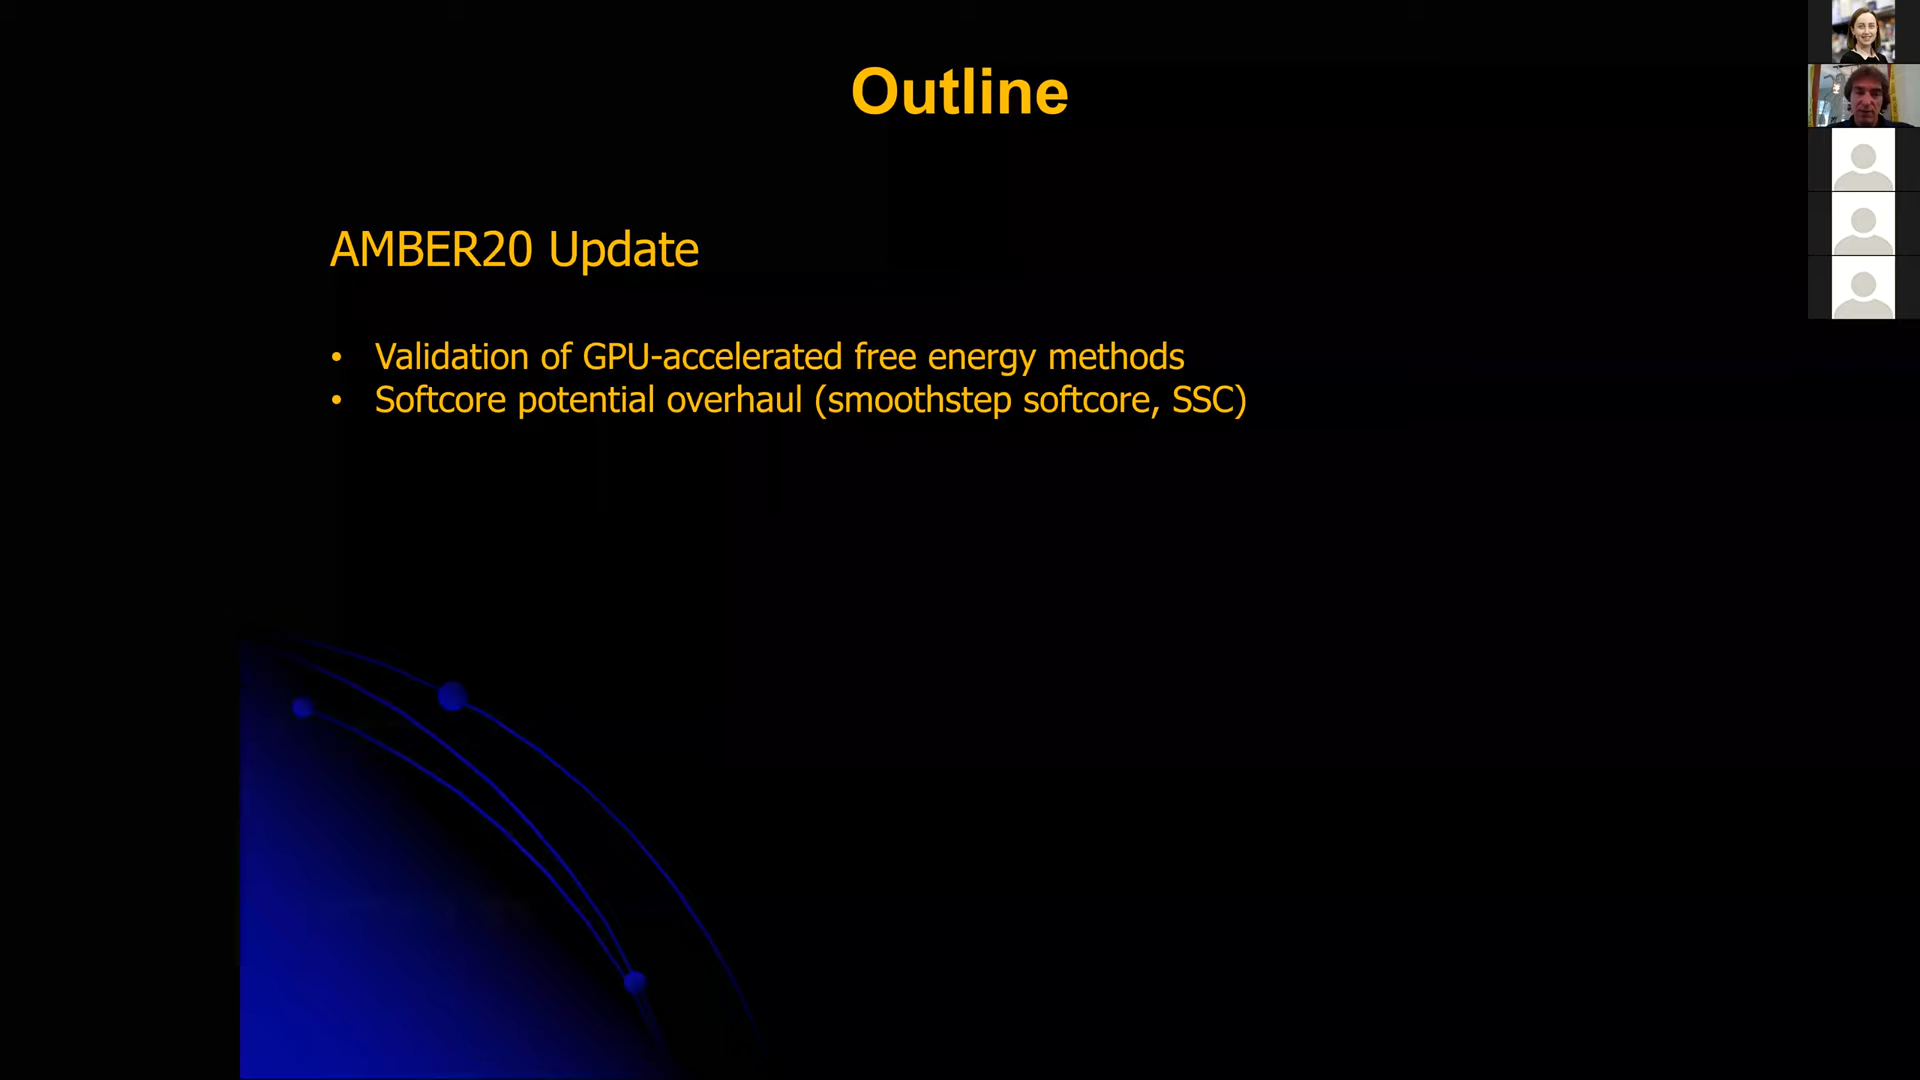 Outline
AMBER20 Update
• Validation of GPU-accelerated free energy methods
• Softcore potential overhaul (smoothstep softcore, SSC)